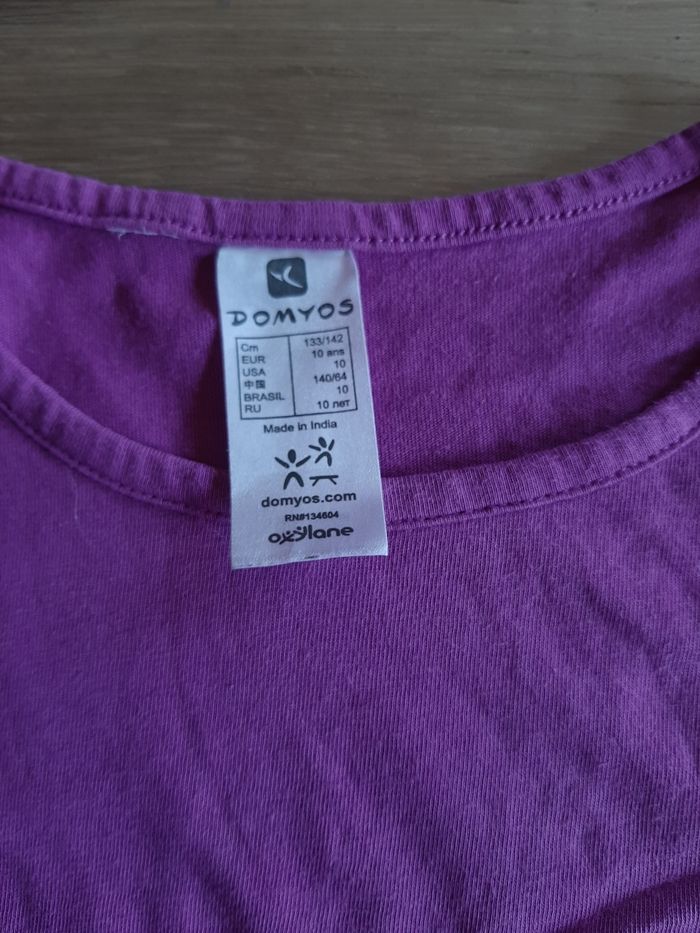 DOMYOS
Cm 133/142
EUR 10 ans
USA 10
中国 140/64
BRASIL 10
RU 10 лет
Made in India
domyos.com
RN#134604
oxylane